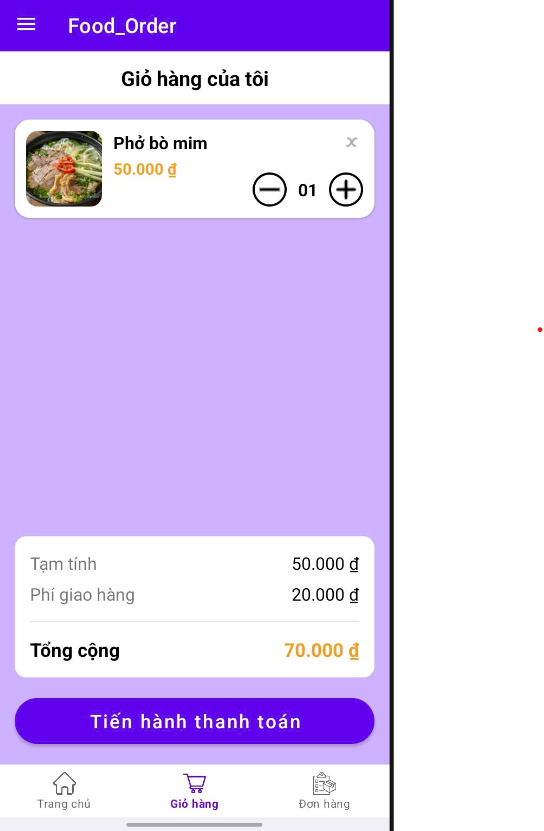 Food_Order
Giỏ hàng của tôi
Phở bò mim
x
50.000 ₫
01
Tạm tính 50.000 ₫
Phí giao hàng 20.000 ₫
Tổng cộng 70.000 ₫
Tiến hành thanh toán
Trang chủ Giỏ hàng Đơn hàng